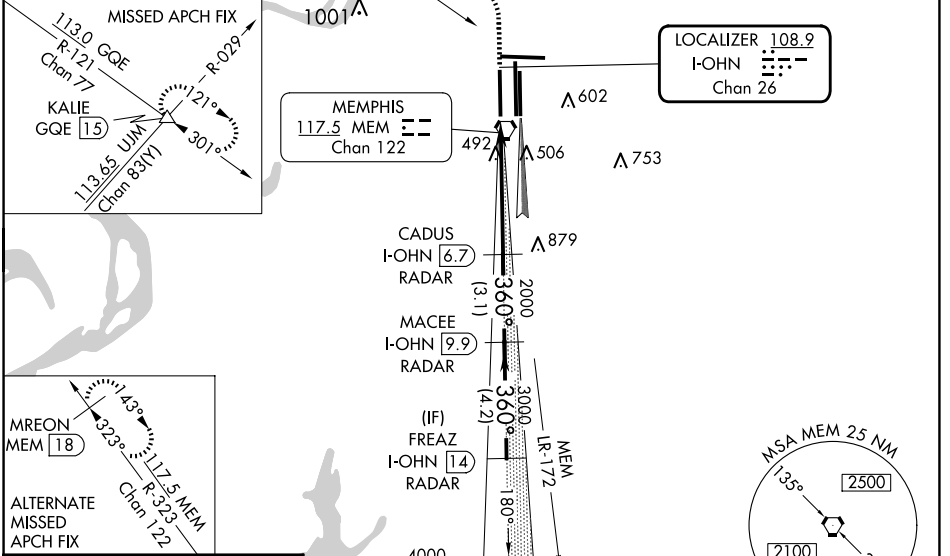 MISSED APCH FIX
113.0 GQE
R-121
Chan 77
R-029
KALIE
GQE 15
121°
301°
113.65 UJM
Chan 83(Y)
1001
LOCALIZER 108.9
I-OHN
Chan 26
MEMPHIS
117.5 MEM
Chan 122
602
492
506
753
CADUS
I-OHN 6.7
RADAR
879
360°
2000
(3.1)
MACEE
I-OHN 9.9
RADAR
360°
3000
(4.2)
(IF)
FREAZ
I-OHN 14
RADAR
MEM
LR-172
180°
4000
MREON
MEM 18
143°
323°
117.5 MEM
R-323
Chan 122
ALTERNATE
MISSED
APCH FIX
MSA MEM 25 NM
135°
2500
2100